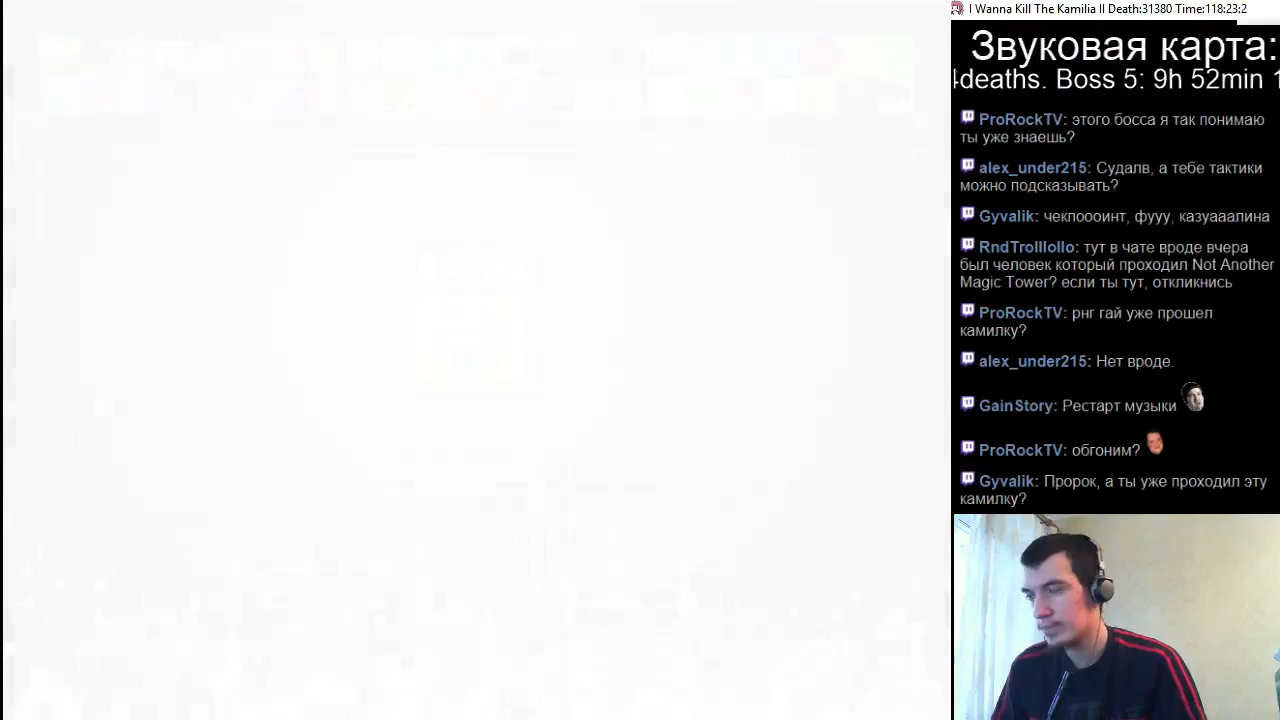 I Wanna Kill The Kamilia II Death:31380 Time:118:23:2
Звуковая карта:
deaths. Boss 5: 9h 52min
ProRockTV: этого босса я так понимаю
ты уже знаешь?
alex_under215: Судалв, а тебе тактики
можно подсказывать?
Gyvalik: чекпоооинт, фууу, казуааалина
RndTrolllollo: тут в чате вроде вчера
был человек который проходил Not Another
Magic Tower? если ты тут, откликнись
ProRockTV: рнг гай уже прошел
камилку?
alex_under215: Нет вроде.
GainStory: Рестарт музыки
ProRockTV: обгоним?
Gyvalik: Пророк, а ты уже проходил эту
камилку?